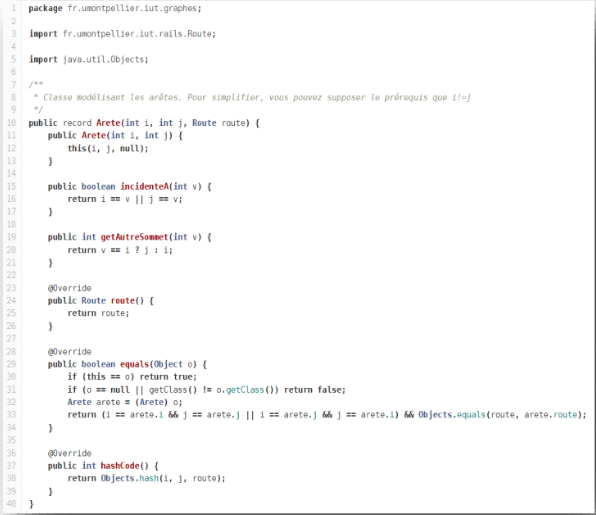 1 package fr.umontpellier.iut.graphes;
2
3 import fr.umontpellier.iut.rails.Route;
4
5 import java.util.Objects;
6
7 /**
8  * Classe modélisant les arêtes. Pour simplifier, vous pouvez supposer le prérequis que i!=j
9  */
10 public record Arete(int i, int j, Route route) {
11     public Arete(int i, int j) {
12         this(i, j, null);
13     }
14
15     public boolean incidenteA(int v) {
16         return i == v || j == v;
17     }
18
19     public int getAutreSommet(int v) {
20         return v == i ? j : i;
21     }
22
23     @Override
24     public Route route() {
25         return route;
26     }
27
28     @Override
29     public boolean equals(Object o) {
30         if (this == o) return true;
31         if (o == null || getClass() != o.getClass()) return false;
32         Arete arete = (Arete) o;
33         return (i == arete.i && j == arete.j || i == arete.j && j == arete.i) && Objects.equals(route, arete.route);
34     }
35
36     @Override
37     public int hashCode() {
38         return Objects.hash(i, j, route);
39     }
40 }